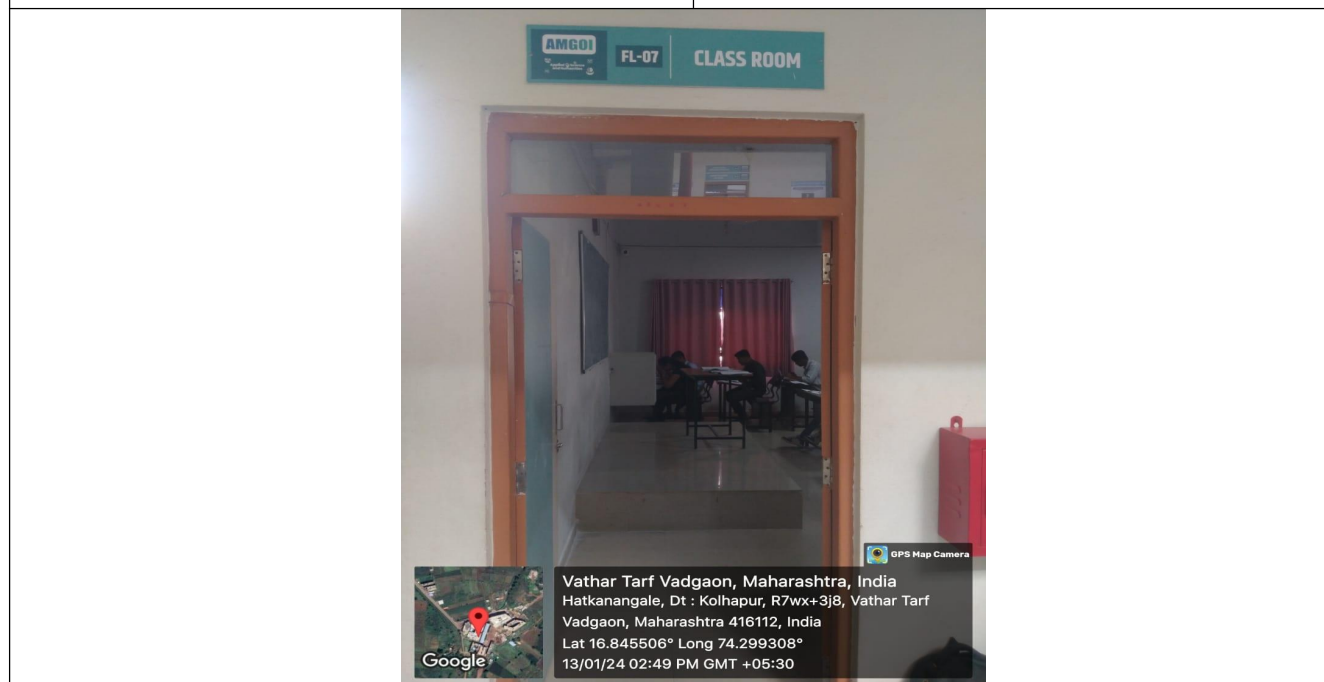 AMGOI
FL-07
CLASS ROOM
GPS Map Camera
Vathar Tarf Vadgaon, Maharashtra, India
Hatkanangale, Dt : Kolhapur, R7wx+3j8, Vathar Tarf
Vadgaon, Maharashtra 416112, India
Lat 16.845506° Long 74.299308°
13/01/24 02:49 PM GMT +05:30
Google